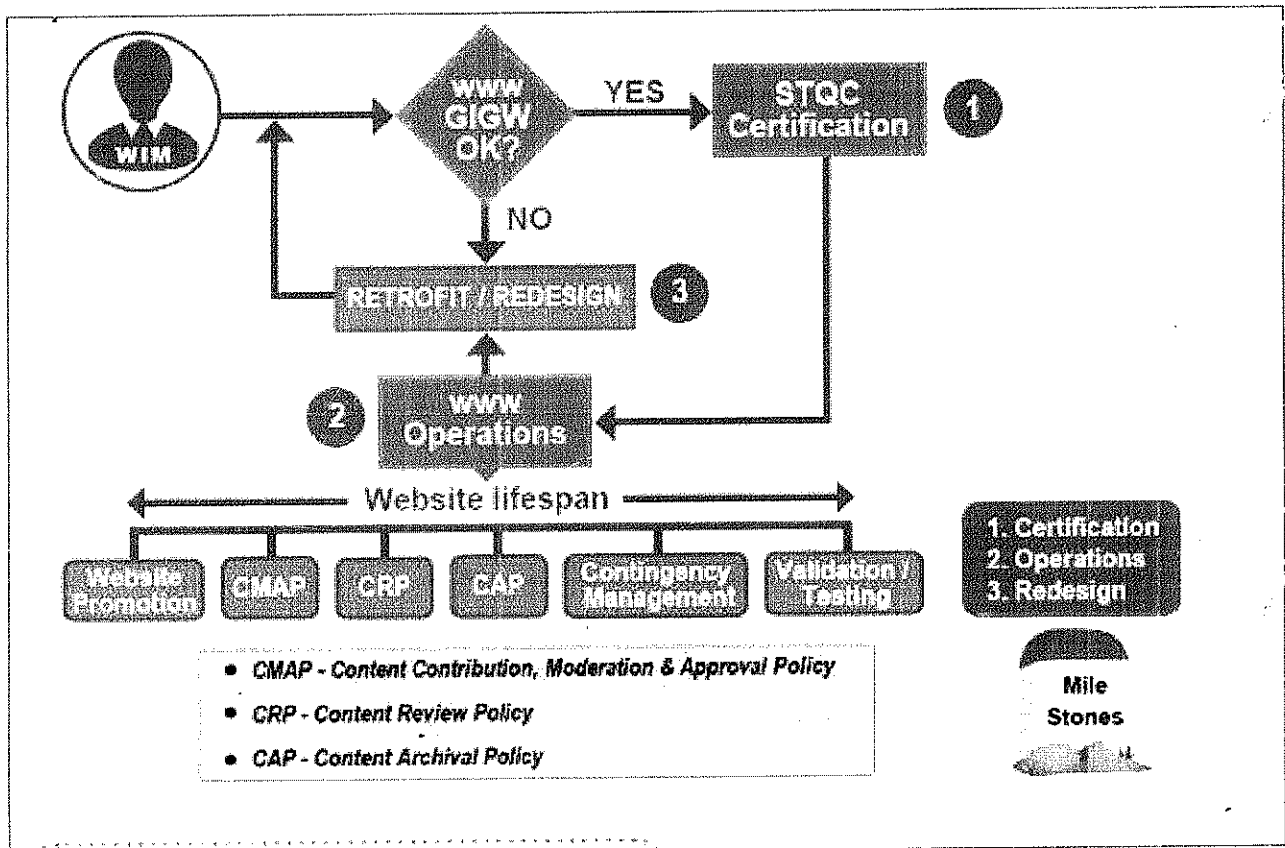 WIM
WWW
GIGW
OK?
YES
STQC
Certification
1
NO
RETROFIT / REDESIGN
3
2
WWW
Operations
Website lifespan
Website
Promotion
CMAP
CRP
CAP
Contingency
Management
Validation /
Testing
1. Certification
2. Operations
3. Redesign
• CMAP - Content Contribution, Moderation & Approval Policy
• CRP - Content Review Policy
• CAP - Content Archival Policy
Mile
Stones